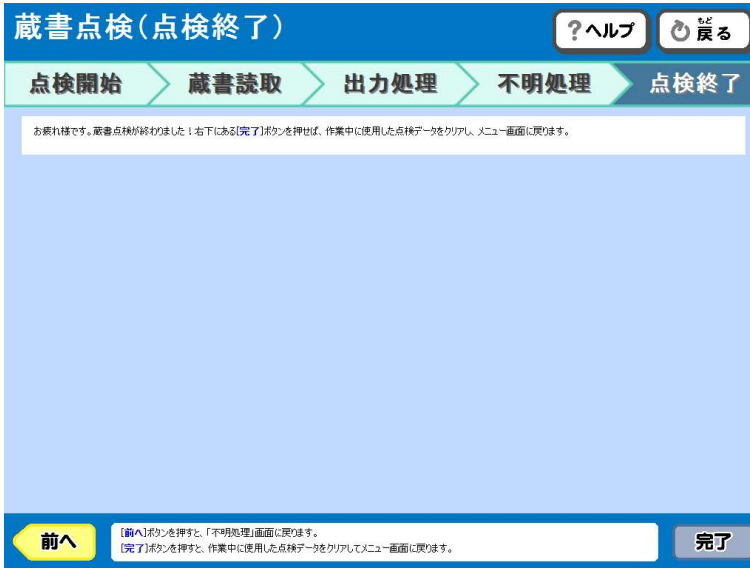 蔵書点検(点検終了)
?ヘルプ
もど
戻る
点検開始
蔵書読取
出力処理
不明処理
点検終了
お疲れ様です。蔵書点検が終わりました!右下にある[完了]ボタンを押せば、作業中に使用した点検データをクリアし、メニュー画面に戻ります。
前へ
[前へ]ボタンを押すと、「不明処理」画面に戻ります。
[完了]ボタンを押すと、作業中に使用した点検データをクリアしてメニュー画面に戻ります。
完了